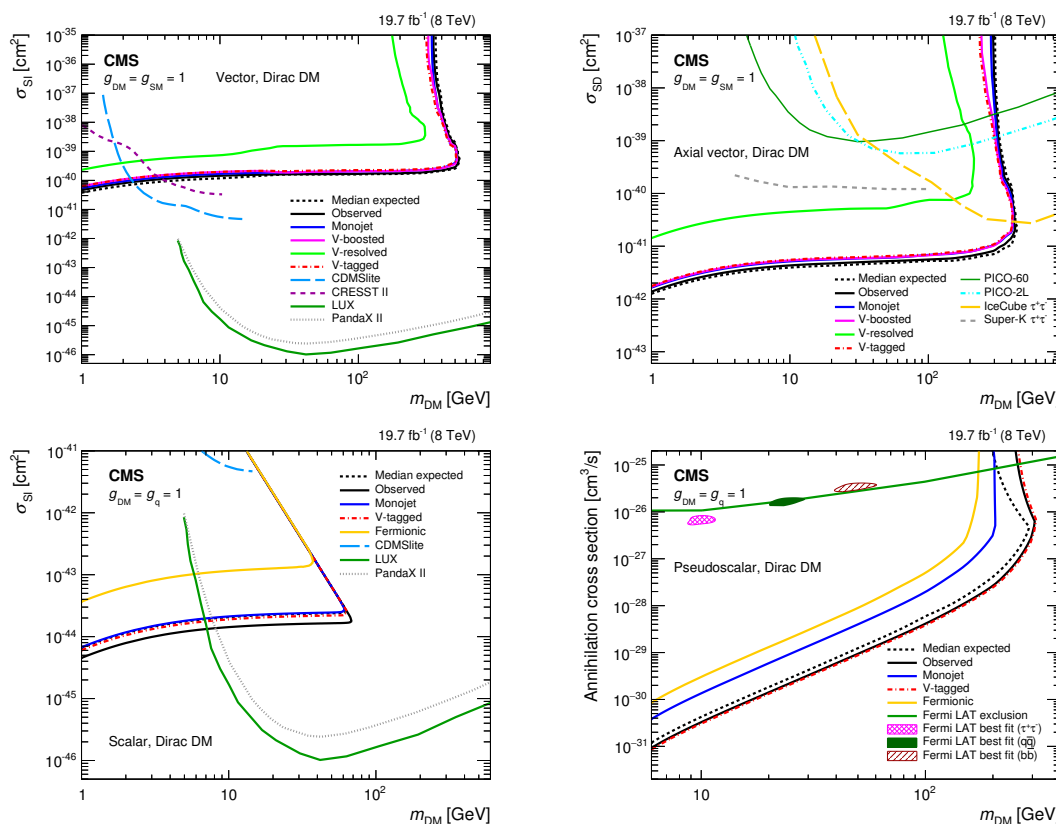 19.7 fb⁻¹ (8 TeV)
σ_SI [cm²]
10⁻³⁵
10⁻³⁶
10⁻³⁷
10⁻³⁸
10⁻³⁹
10⁻⁴⁰
10⁻⁴¹
10⁻⁴²
10⁻⁴³
10⁻⁴⁴
10⁻⁴⁵
10⁻⁴⁶
CMS
g_DM = g_SM = 1
Vector, Dirac DM
Median expected
Observed
Monojet
V-boosted
V-resolved
V-tagged
CDMSlite
CRESST II
LUX
PandaX II
1 10 10²
m_DM [GeV]
19.7 fb⁻¹ (8 TeV)
σ_SD [cm²]
10⁻³⁷
10⁻³⁸
10⁻³⁹
10⁻⁴⁰
10⁻⁴¹
10⁻⁴²
10⁻⁴³
CMS
g_DM = g_SM = 1
Axial vector, Dirac DM
Median expected
Observed
Monojet
V-boosted
V-resolved
V-tagged
PICO-60
PICO-2L
IceCube τ⁺τ⁻
Super-K τ⁺τ⁻
1 10 10²
m_DM [GeV]
19.7 fb⁻¹ (8 TeV)
σ_SI [cm²]
10⁻⁴¹
10⁻⁴²
10⁻⁴³
10⁻⁴⁴
10⁻⁴⁵
10⁻⁴⁶
CMS
g_DM = g_q = 1
Median expected
Observed
Monojet
V-tagged
Fermionic
CDMSlite
LUX
PandaX II
Scalar, Dirac DM
1 10 10²
m_DM [GeV]
19.7 fb⁻¹ (8 TeV)
Annihilation cross section [cm³/s]
10⁻²⁵
10⁻²⁶
10⁻²⁷
10⁻²⁸
10⁻²⁹
10⁻³⁰
10⁻³¹
CMS
g_DM = g_q = 1
Pseudoscalar, Dirac DM
Median expected
Observed
Monojet
V-tagged
Fermionic
Fermi LAT exclusion
Fermi LAT best fit (τ⁺τ⁻)
Fermi LAT best fit
Fermi LAT best fit (bb)
10 10²
m_DM [GeV]